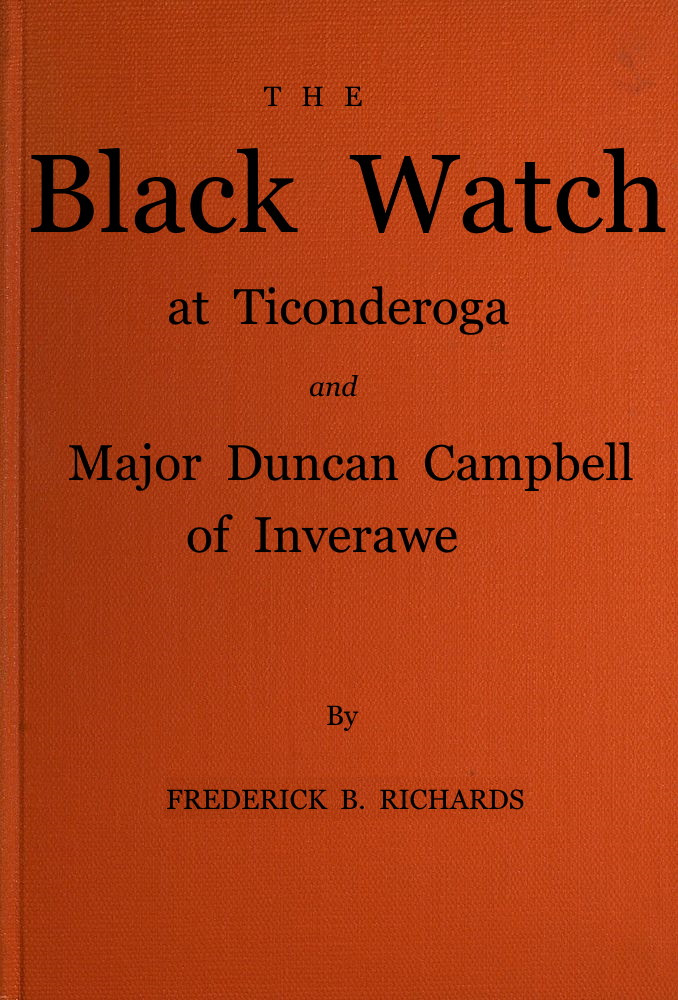 THE
Black Watch
at Ticonderoga
and
Major Duncan Campbell
of Inverawe
By
FREDERICK B. RICHARDS